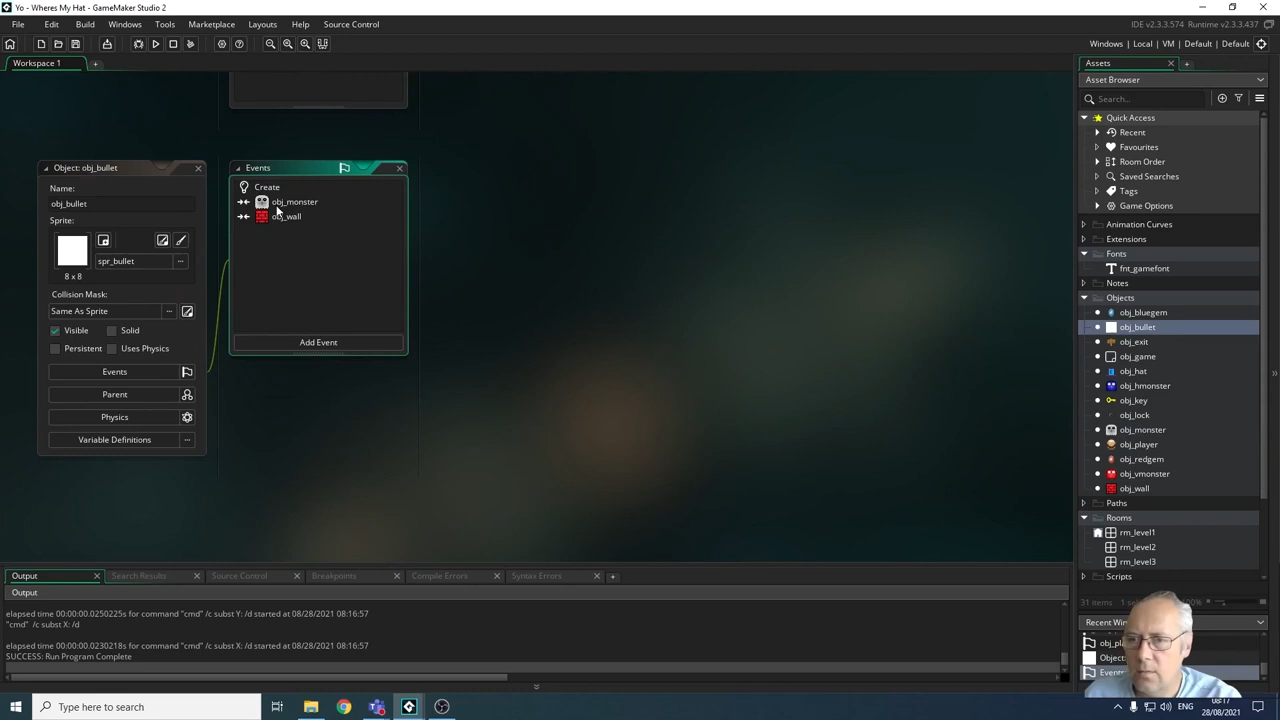 Yo - Wheres My Hat - GameMaker Studio 2
File Edit Build Windows Tools Marketplace Layouts Help Source Control
IDE v2.3.3.574 Runtime v2.3.3.437
Windows | Local | VM | Default | Default
Workspace 1
Assets
Asset Browser
Search...
Quick Access
Recent
Favourites
Room Order
Saved Searches
Tags
Game Options
Animation Curves
Extensions
Fonts
fnt_gamefont
Notes
Objects
obj_bluegem
obj_bullet
obj_exit
obj_game
obj_hat
obj_hmonster
obj_key
obj_lock
obj_monster
obj_player
obj_redgem
obj_vmonster
obj_wall
Paths
Rooms
rm_level1
rm_level2
rm_level3
Scripts
31 items
100%
Object: obj_bullet
Name:
obj_bullet
Sprite:
spr_bullet
8 x 8
Collision Mask:
Same As Sprite
Visible Solid
Persistent Uses Physics
Events
Parent
Physics
Variable Definitions
Events
Create
obj_monster
obj_wall
Add Event
Output Search Results Source Control Breakpoints Compile Errors Syntax Errors
Output
elapsed time 00:00:00.0250225s for command "cmd" /c subst Y: /d started at 08/28/2021 08:16:57
"cmd" /c subst X: /d
elapsed time 00:00:00.0230218s for command "cmd" /c subst X: /d started at 08/28/2021 08:16:57
SUCCESS: Run Program Complete
Type here to search
ENG
08:17
28/08/2021